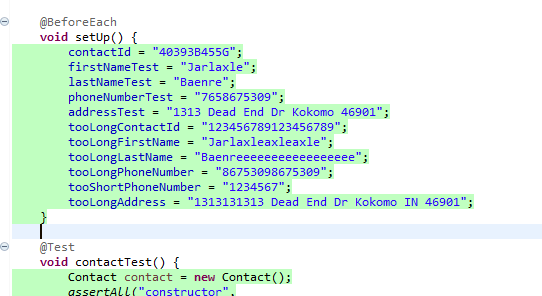 @BeforeEach
void setUp() {
contactId = "40393B455G";
firstNameTest = "Jarlaxle";
lastNameTest = "Baenre";
phoneNumberTest = "7658675309";
addressTest = "1313 Dead End Dr Kokomo 46901";
tooLongContactId = "123456789123456789";
tooLongFirstName = "Jarlaxleaxleaxle";
tooLongLastName = "Baenreeeeeeeeeeeeeeeeee";
tooLongPhoneNumber = "86753098675309";
tooShortPhoneNumber = "1234567";
tooLongAddress = "1313131313 Dead End Dr Kokomo IN 46901";
}
@Test
void contactTest() {
Contact contact = new Contact();
assertAll("constructor",